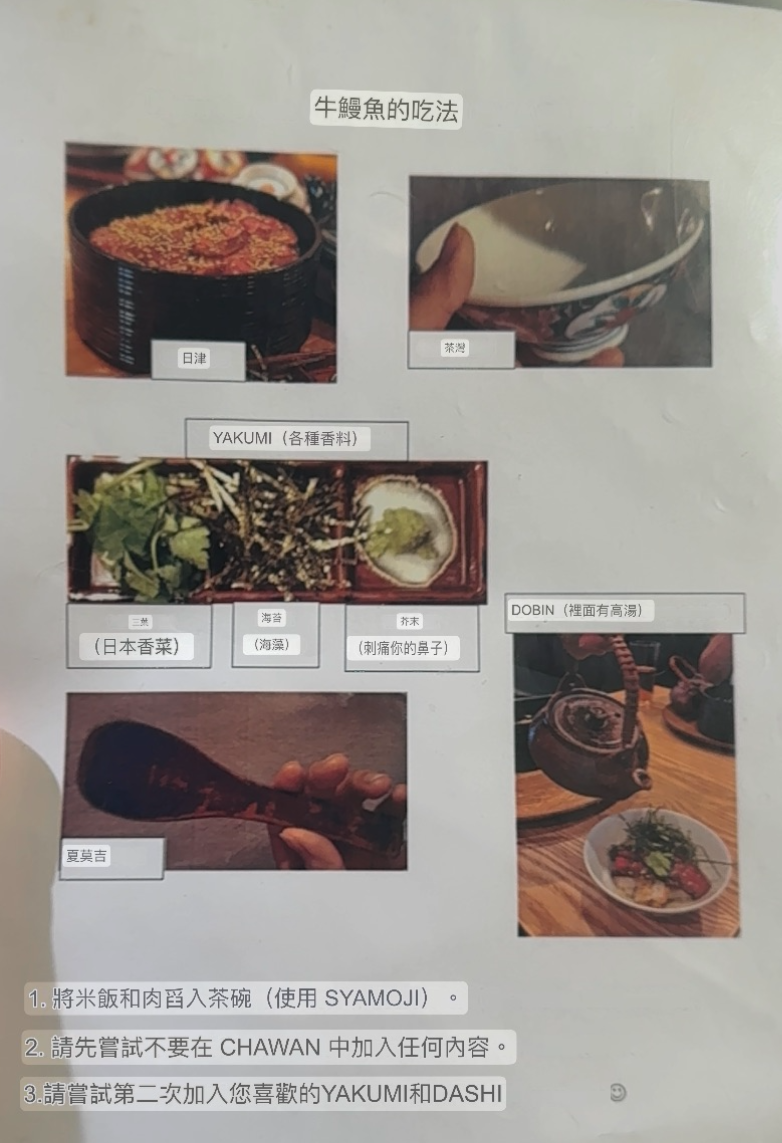 牛鰻魚的吃法
日津
茶灣
YAKUMI（各種香料）
三葉
（日本香菜）
海苔
（海藻）
芥末
（刺痛你的鼻子）
DOBIN（裡面有高湯）
夏莫吉
1. 將米飯和肉舀入茶碗（使用 SYAMOJI）。
2. 請先嘗試不要在 CHAWAN 中加入任何內容。
3.請嘗試第二次加入您喜歡的YAKUMI和DASHI